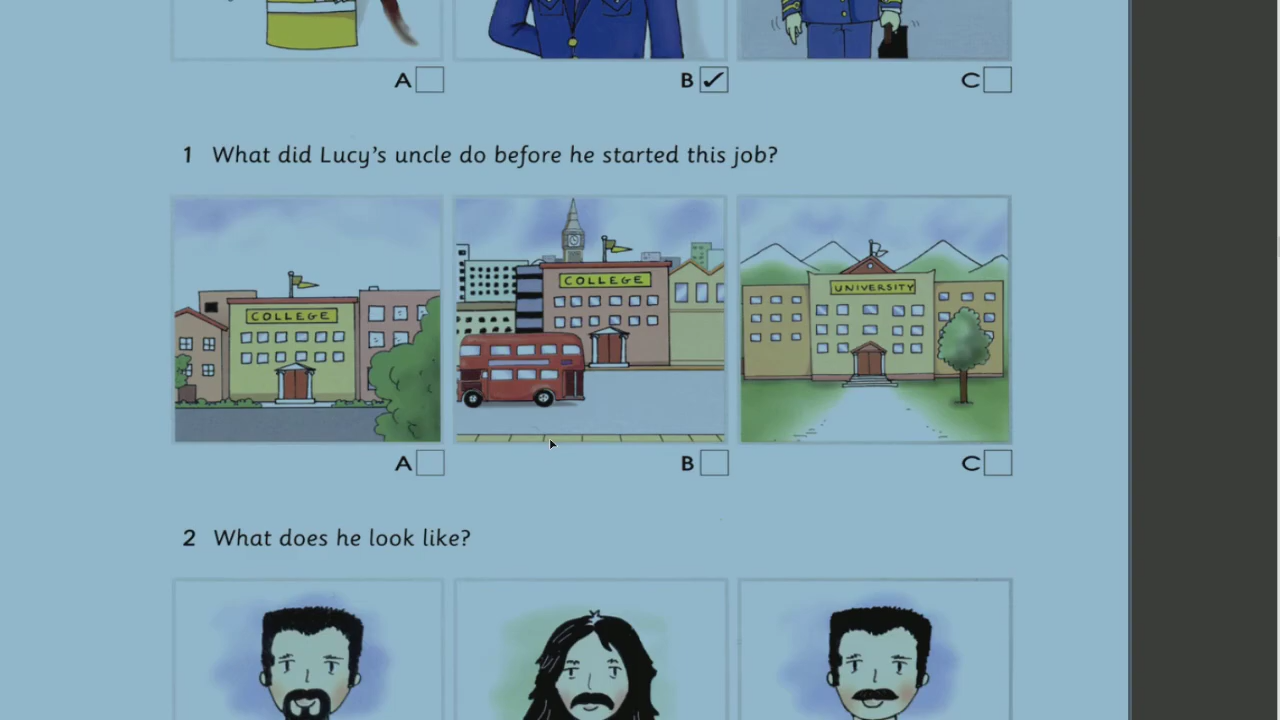 A B ✓ C
1 What did Lucy's uncle do before he started this job?
COLLEGE COLLEGE UNIVERSITY
A B C
2 What does he look like?